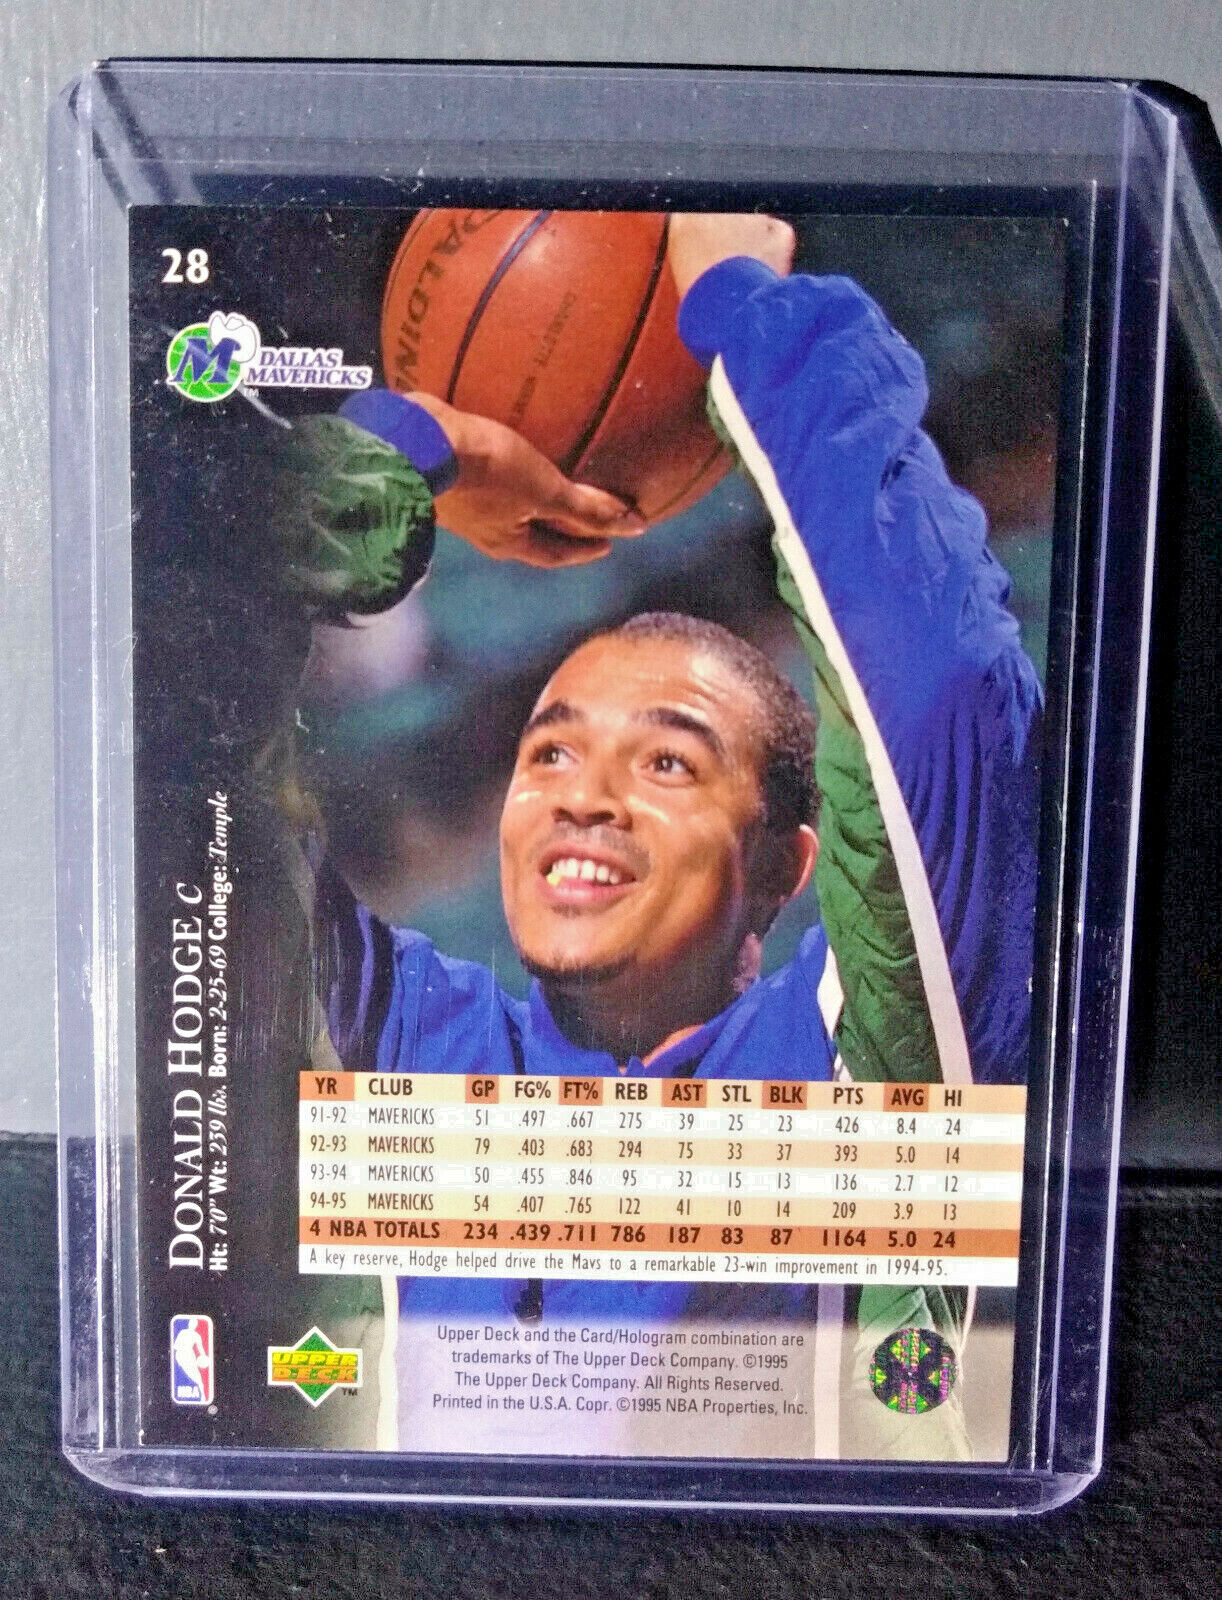 28
DALLAS
MAVERICKS
TM
M
SPALDING
DONALD HODGE C
Ht: 7'0" Wt: 239 lbs. Born: 2-25-69 College: Temple
YR CLUB GP FG% FT% REB AST STL BLK PTS AVG HI
91-92 MAVERICKS 51 .497 .667 275 39 25 23 426 8.4 24
92-93 MAVERICKS 79 .403 .683 294 75 33 37 393 5.0 14
93-94 MAVERICKS 50 .455 .846 95 32 15 13 136 2.7 12
94-95 MAVERICKS 54 .407 .765 122 41 10 14 209 3.9 13
4 NBA TOTALS 234 .439 .711 786 187 83 87 1164 5.0 24
A key reserve, Hodge helped drive the Mavs to a remarkable 23-win improvement in 1994-95.
NBA
®
UPPER
DECK
TM
Upper Deck and the Card/Hologram combination are
trademarks of The Upper Deck Company. ©1995
The Upper Deck Company. All Rights Reserved.
Printed in the U.S.A. Copr. ©1995 NBA Properties, Inc.